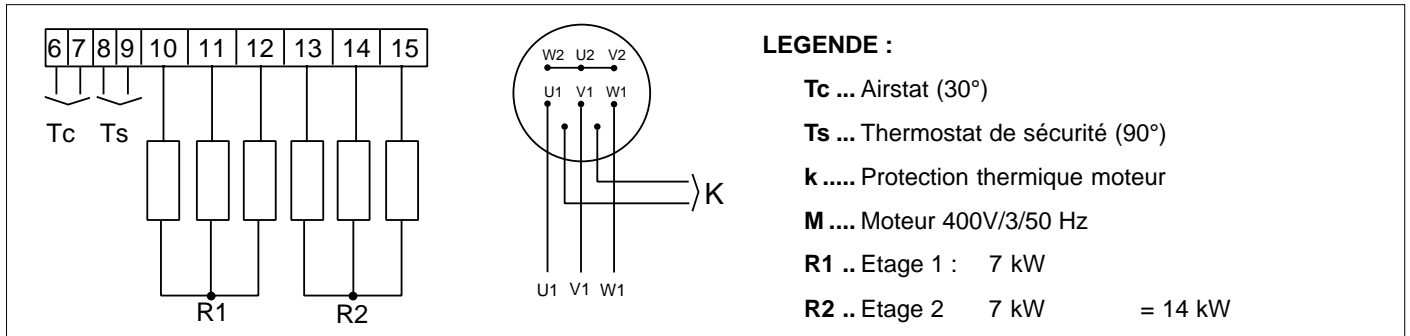 6 7 8 9 10 11 12 13 14 15
Tc Ts
R1 R2
W2 U2 V2
U1 V1 W1
K
U1 V1 W1
LEGENDE :
Tc ... Airstat (30°)
Ts ... Thermostat de sécurité (90°)
k ..... Protection thermique moteur
M .... Moteur 400V/3/50 Hz
R1 .. Etage 1 : 7 kW
R2 .. Etage 2 7 kW = 14 kW